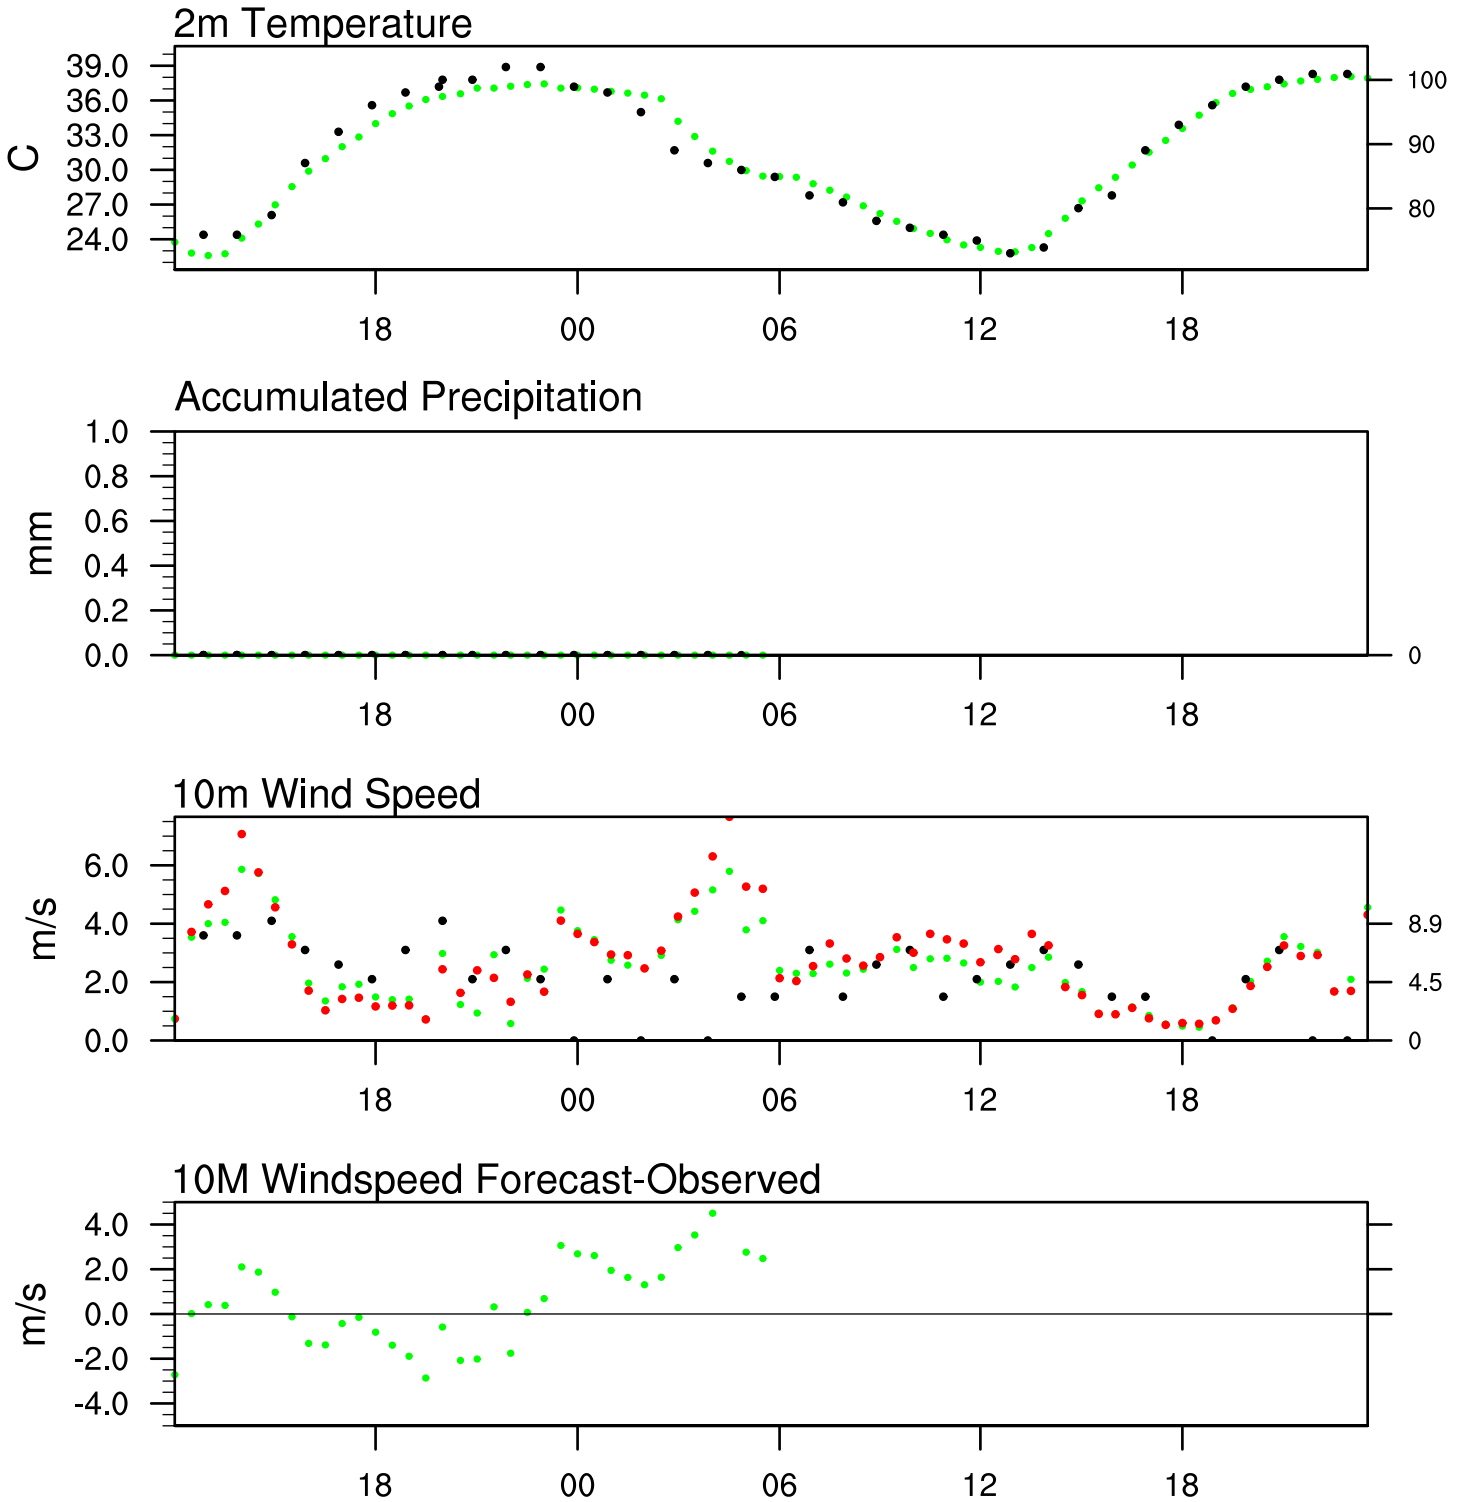 2m Temperature
39.0
36.0
33.0
30.0
27.0
24.0
C
100
90
80
18 00 06 12 18
Accumulated Precipitation
1.0
0.8
0.6
0.4
0.2
0.0
mm
0
18 00 06 12 18
10m Wind Speed
6.0
4.0
2.0
0.0
m/s
8.9
4.5
0
18 00 06 12 18
10M Windspeed Forecast-Observed
4.0
2.0
0.0
-2.0
-4.0
m/s
18 00 06 12 18